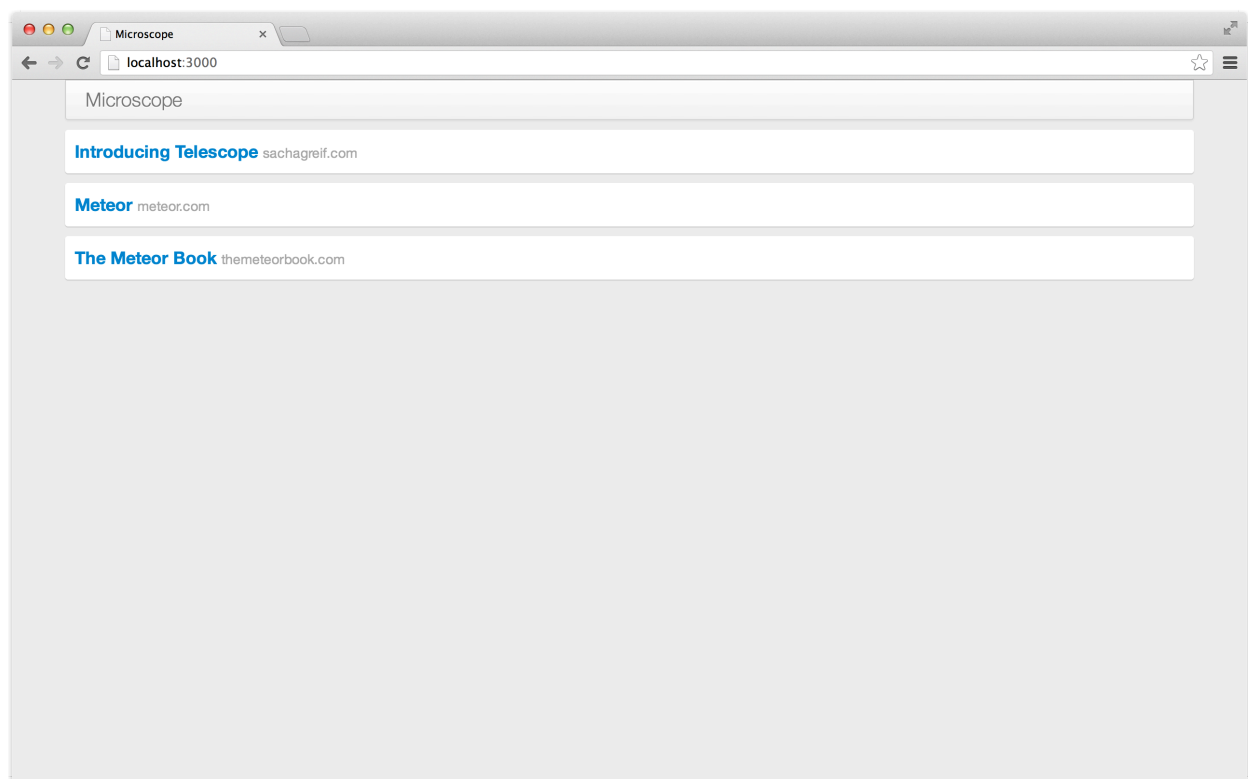 Microscope
localhost:3000
Microscope
Introducing Telescope sachagreif.com
Meteor meteor.com
The Meteor Book themeteorbook.com